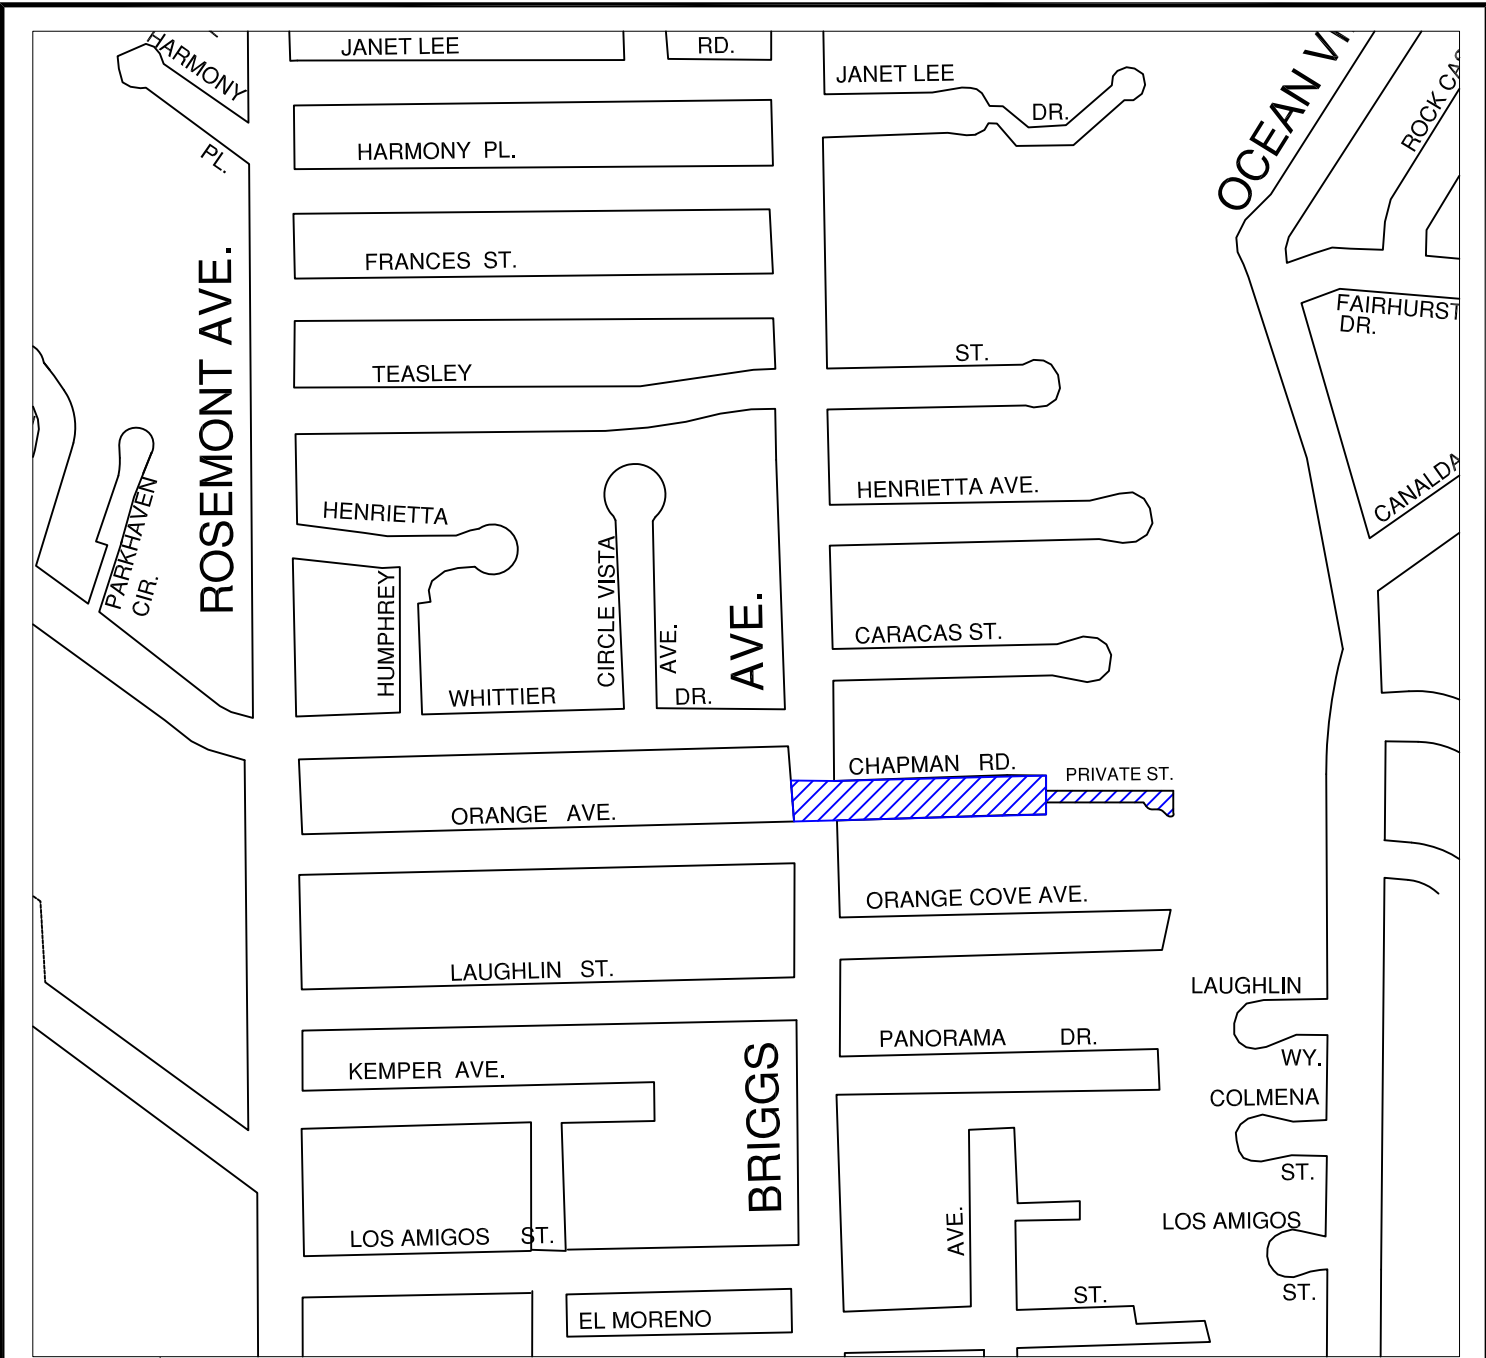 HARMONY
PL.
JANET LEE
RD.
JANET LEE
DR.
OCEAN
HARMONY PL.
FRANCES ST.
FAIRHURST
DR.
ROSEMONT AVE.
TEASLEY
ST.
PARKHAVEN
CIR.
HENRIETTA
HENRIETTA AVE.
CANALDA
HUMPHREY
CIRCLE VISTA
AVE.
WHITTIER
DR.
AVE.
CARACAS ST.
CHAPMAN RD.
PRIVATE ST.
ORANGE AVE.
ORANGE COVE AVE.
LAUGHLIN ST.
LAUGHLIN
WY.
PANORAMA DR.
KEMPER AVE.
BRIGGS
COLMENA
ST.
LOS AMIGOS ST.
AVE.
LOS AMIGOS
ST.
EL MORENO
ST.
ROCK